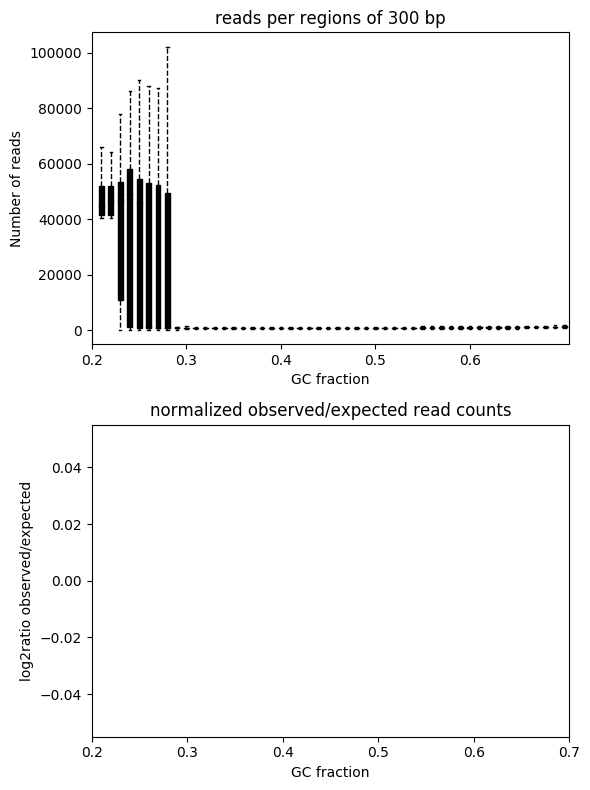 reads per regions of 300 bp
100000
80000
60000
40000
20000
0
Number of reads
0.2 0.3 0.4 0.5 0.6
GC fraction
normalized observed/expected read counts
0.04
0.02
0.00
−0.02
−0.04
log2ratio observed/expected
0.2 0.3 0.4 0.5 0.6 0.7
GC fraction